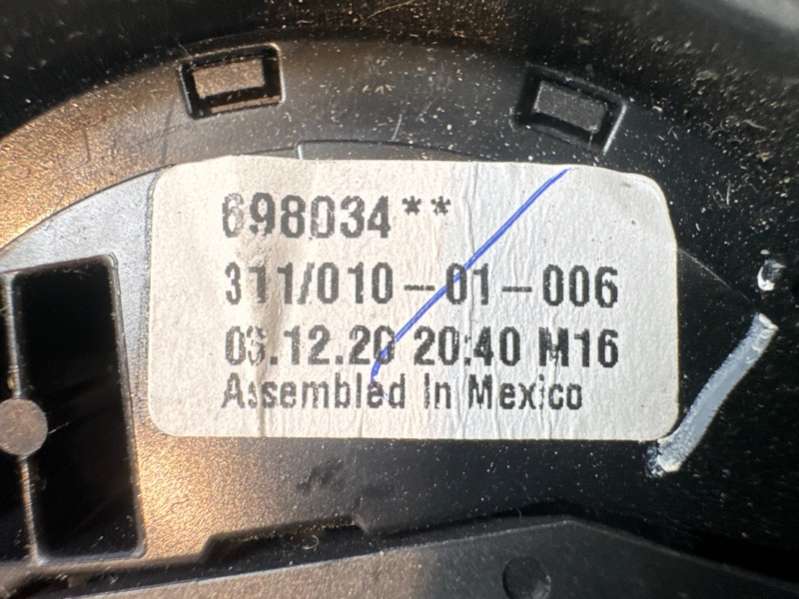 698034**
311/010-01-006
03.12.20 20:40 M16
Assembled In Mexico